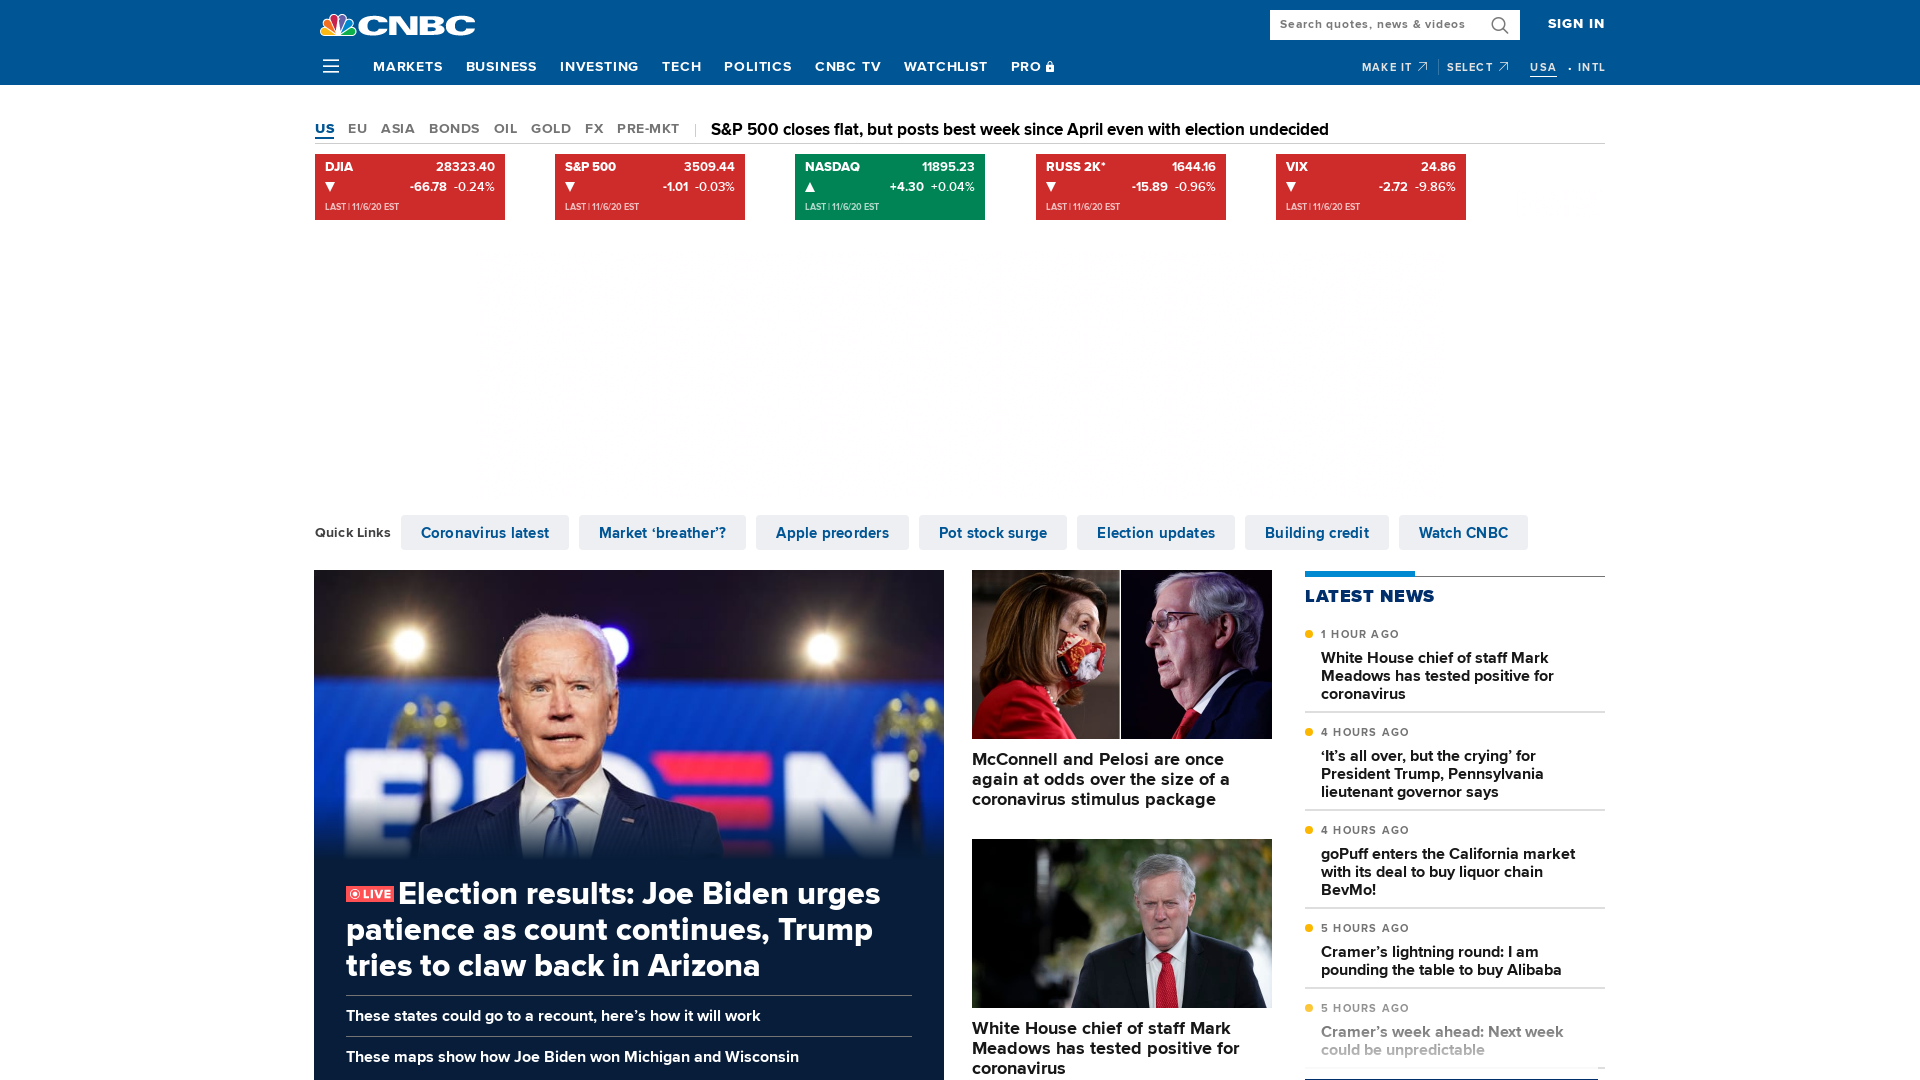 CNBC
Search quotes, news & videos
SIGN IN
MARKETS BUSINESS INVESTING TECH POLITICS CNBC TV WATCHLIST PRO
MAKE IT SELECT USA • INTL
US EU ASIA BONDS OIL GOLD FX PRE-MKT
S&P 500 closes flat, but posts best week since April even with election undecided
DJIA 28323.40
-66.78 -0.24%
LAST | 11/6/20 EST
S&P 500 3509.44
-1.01 -0.03%
LAST | 11/6/20 EST
NASDAQ 11895.23
+4.30 +0.04%
LAST | 11/6/20 EST
RUSS 2K* 1644.16
-15.89 -0.96%
LAST | 11/6/20 EST
VIX 24.86
-2.72 -9.86%
LAST | 11/6/20 EST
Quick Links
Coronavirus latest
Market ‘breather’?
Apple preorders
Pot stock surge
Election updates
Building credit
Watch CNBC
BIDEN
LIVE Election results: Joe Biden urges
patience as count continues, Trump
tries to claw back in Arizona
These states could go to a recount, here’s how it will work
These maps show how Joe Biden won Michigan and Wisconsin
McConnell and Pelosi are once
again at odds over the size of a
coronavirus stimulus package
White House chief of staff Mark
Meadows has tested positive for
coronavirus
LATEST NEWS
1 HOUR AGO
White House chief of staff Mark
Meadows has tested positive for
coronavirus
4 HOURS AGO
‘It’s all over, but the crying’ for
President Trump, Pennsylvania
lieutenant governor says
4 HOURS AGO
goPuff enters the California market
with its deal to buy liquor chain
BevMo!
5 HOURS AGO
Cramer’s lightning round: I am
pounding the table to buy Alibaba
5 HOURS AGO
Cramer’s week ahead: Next week
could be unpredictable